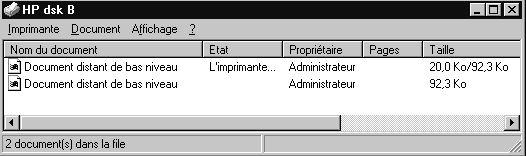 HP dsk B
Imprimante Document Affichage ?
Nom du document Etat Propriétaire Pages Taille
Document distant de bas niveau L'imprimante... Administrateur 20,0 Ko/92,3 Ko
Document distant de bas niveau Administrateur 92,3 Ko
2 document(s) dans la file